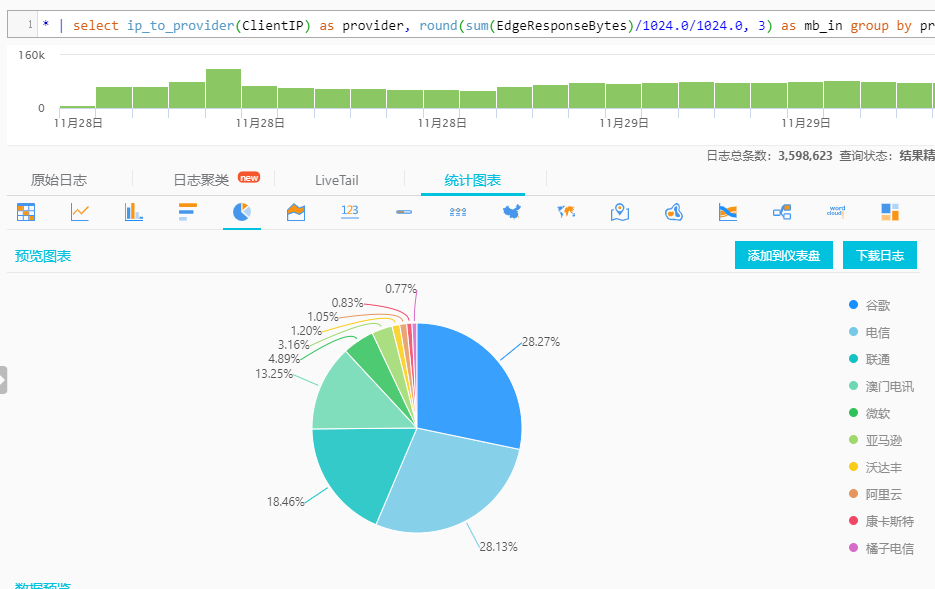 1 * | select ip_to_provider(ClientIP) as provider, round(sum(EdgeResponseBytes)/1024.0/1024.0, 3) as mb_in group by pr
160k
0
11月28日 11月28日 11月28日 11月29日 11月29日
日志总条数: 3,598,623 查询状态: 结果精
原始日志 日志聚类 new LiveTail 统计图表
123 word cloud
预览图表 添加到仪表盘 下载日志
0.77%
0.83%
1.05%
1.20%
3.16%
4.89%
13.25%
28.27%
18.46%
28.13%
谷歌
电信
联通
澳门电讯
微软
亚马逊
沃达丰
阿里云
康卡斯特
橘子电信
数据预览